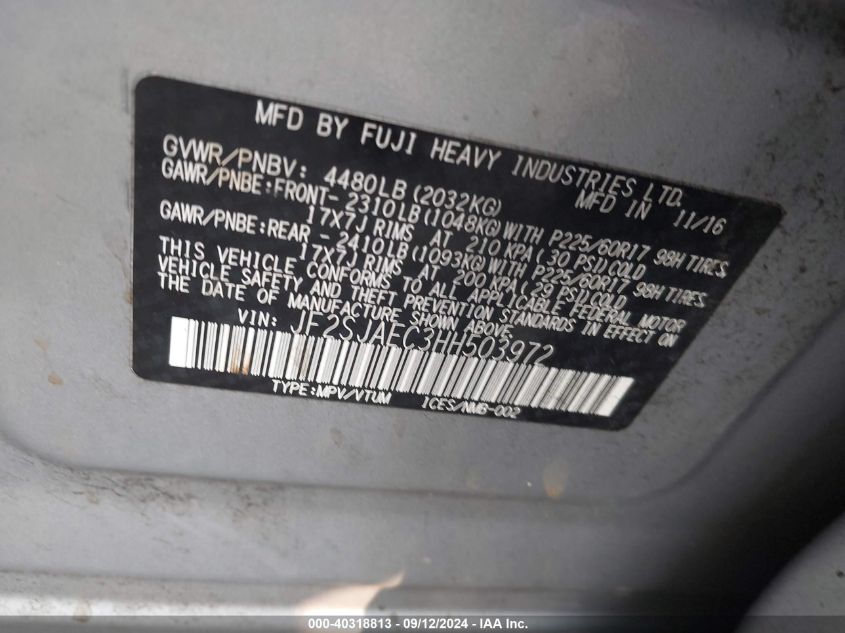 MFD BY FUJI HEAVY INDUSTRIES LTD.
GVWR/PNBV: 4480LB (2032KG) MFD IN 11/16
GAWR/PNBE:FRONT- 2310LB (1048KG) WITH P225/60R17 98H TIRES,
17X7J RIMS AT 210 KPA ( 30 PSI) COLD
GAWR/PNBE:REAR - 2410LB (1093KG) WITH P225/60R17 98H TIRES,
17X7J RIMS AT 200 KPA ( 29 PSI) COLD
THIS VEHICLE CONFORMS TO ALL APPLICABLE FEDERAL MOTOR
VEHICLE SAFETY AND THEFT PREVENTION STANDARDS IN EFFECT ON
THE DATE OF MANUFACTURE SHOWN ABOVE.
VIN: JF2SJAEC3HH503972
TYPE:MPV/VTUM ICES/NMB-002
000-40318813 - 09/12/2024 - IAA Inc.